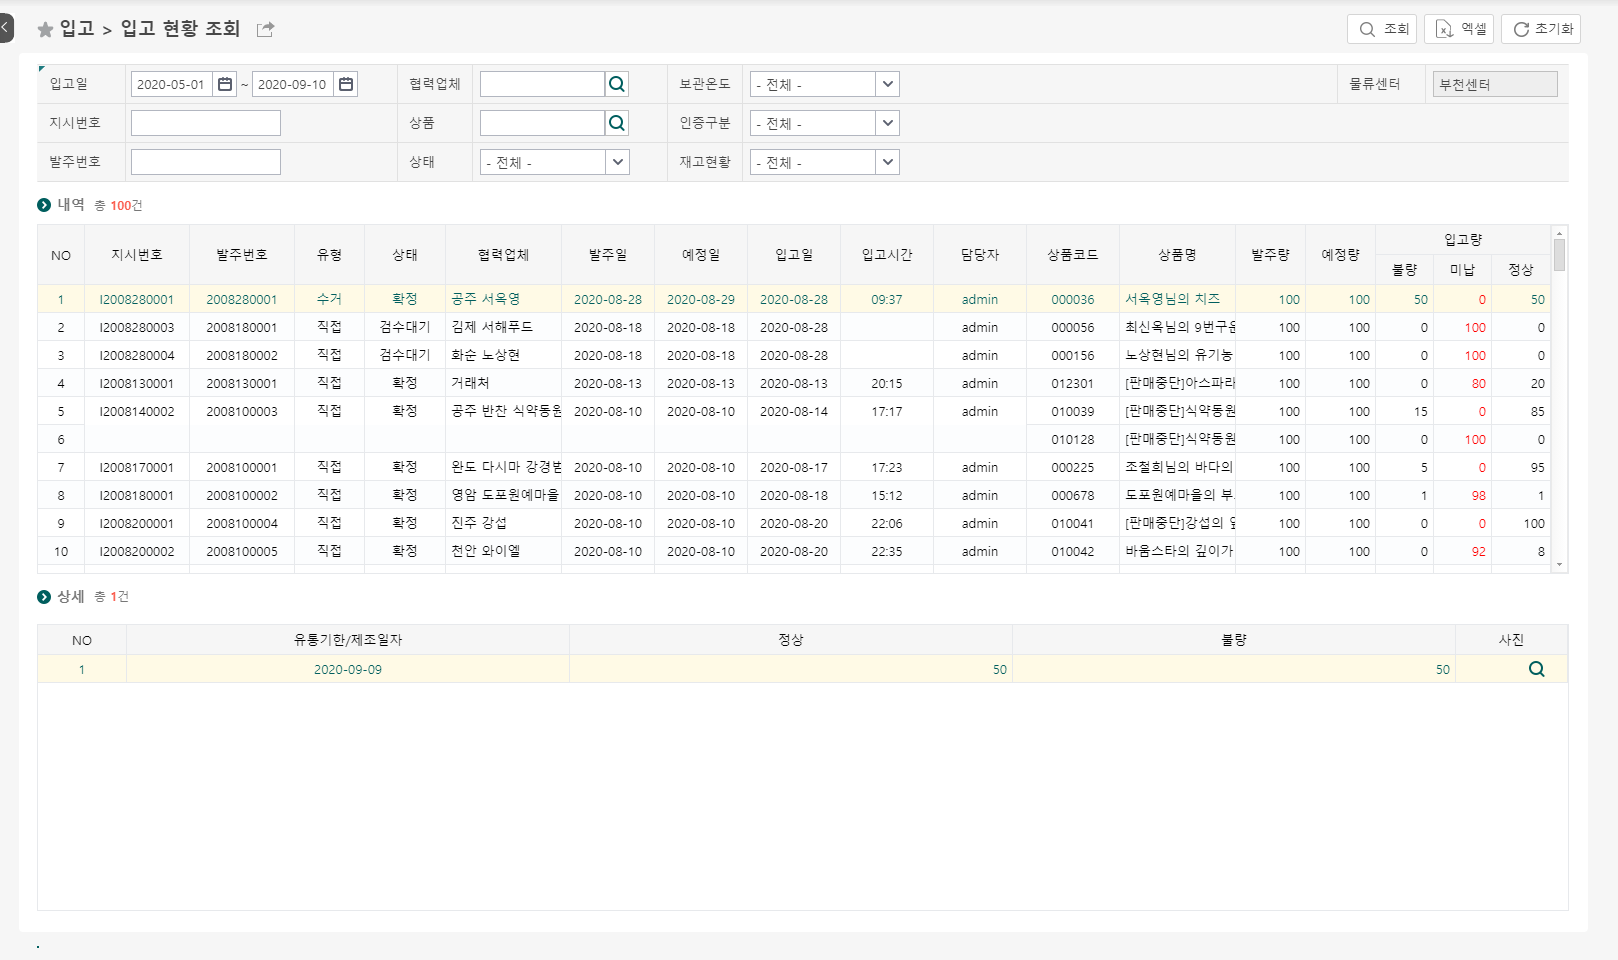 입고 > 입고 현황 조회
조회 엑셀 초기화
입고일 2020-05-01 ~ 2020-09-10 협력업체 보관온도 - 전체 - 물류센터 부천센터
지시번호 상품 인증구분 - 전체 -
발주번호 상태 - 전체 - 재고현황 - 전체 -
내역 총 100건
NO 지시번호 발주번호 유형 상태 협력업체 발주일 예정일 입고일 입고시간 담당자 상품코드 상품명 발주량 예정량 입고량
불량 미납 정상
1 I2008280001 2008280001 수거 확정 공주 서옥영 2020-08-28 2020-08-29 2020-08-28 09:37 admin 000036 서옥영님의 치즈 100 100 50 0 50
2 I2008280003 2008180001 직접 검수대기 김제 서해푸드 2020-08-18 2020-08-18 2020-08-28 admin 000056 최신옥님의 9번구운 100 100 0 100 0
3 I2008280004 2008180002 직접 검수대기 화순 노상현 2020-08-18 2020-08-18 2020-08-28 admin 000156 노상현님의 유기농 100 100 0 100 0
4 I2008130001 2008130001 직접 확정 거래처 2020-08-13 2020-08-13 2020-08-13 20:15 admin 012301 [판매중단]아스파라 100 100 0 80 20
5 I2008140002 2008100003 직접 확정 공주 반찬 식약동원 2020-08-10 2020-08-10 2020-08-14 17:17 admin 010039 [판매중단]식약동원 100 100 15 0 85
6 010128 [판매중단]식약동원 100 100 0 100 0
7 I2008170001 2008100001 직접 확정 완도 다시마 강경범 2020-08-10 2020-08-10 2020-08-17 17:23 admin 000225 조철희님의 바다의 100 100 5 0 95
8 I2008180001 2008100002 직접 확정 영암 도포원예마을 2020-08-10 2020-08-10 2020-08-18 15:12 admin 000678 도포원예마을의 부 100 100 1 98 1
9 I2008200001 2008100004 직접 확정 진주 강섭 2020-08-10 2020-08-10 2020-08-20 22:06 admin 010041 [판매중단]강섭의 100 100 0 0 100
10 I2008200002 2008100005 직접 확정 천안 와이엘 2020-08-10 2020-08-10 2020-08-20 22:35 admin 010042 바움스타의 깊이가 100 100 0 92 8
상세 총 1건
NO 유통기한/제조일자 정상 불량 사진
1 2020-09-09 50 50